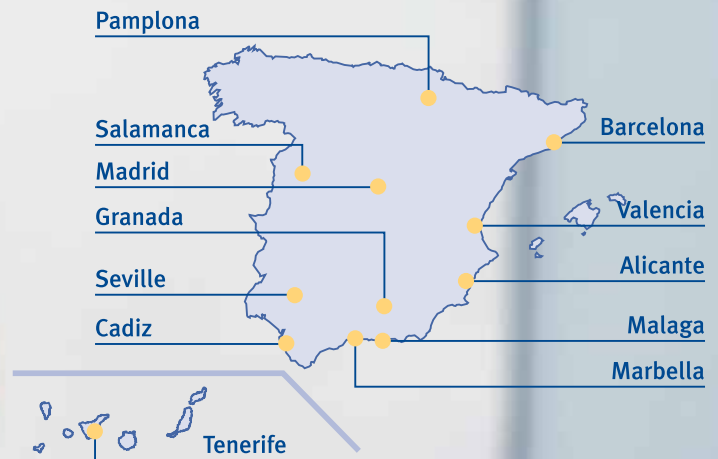 Pamplona
Salamanca
Barcelona
Madrid
Granada
Valencia
Alicante
Seville
Cadiz
Malaga
Marbella
Tenerife